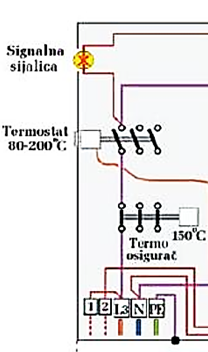 Signalna
sijalica
Termostat
80-200°C
150°C
Termo
osigurač
1 2 L3 N PE